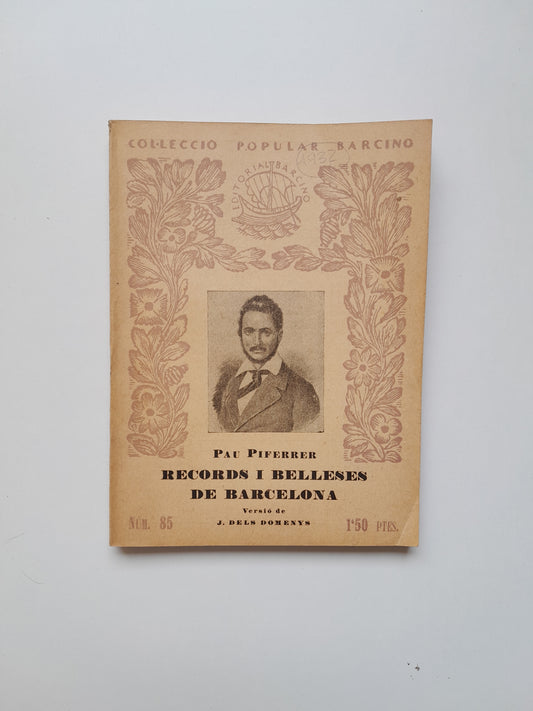 COL·LECCIÓ POPULAR BARCINO
1932
EDITORIAL BARCINO
PAU PIFERRER
RECORDS I BELLESES
DE BARCELONA
Versió de
J. DELS DOMENYS
NÚM. 85
1'50 PTES.